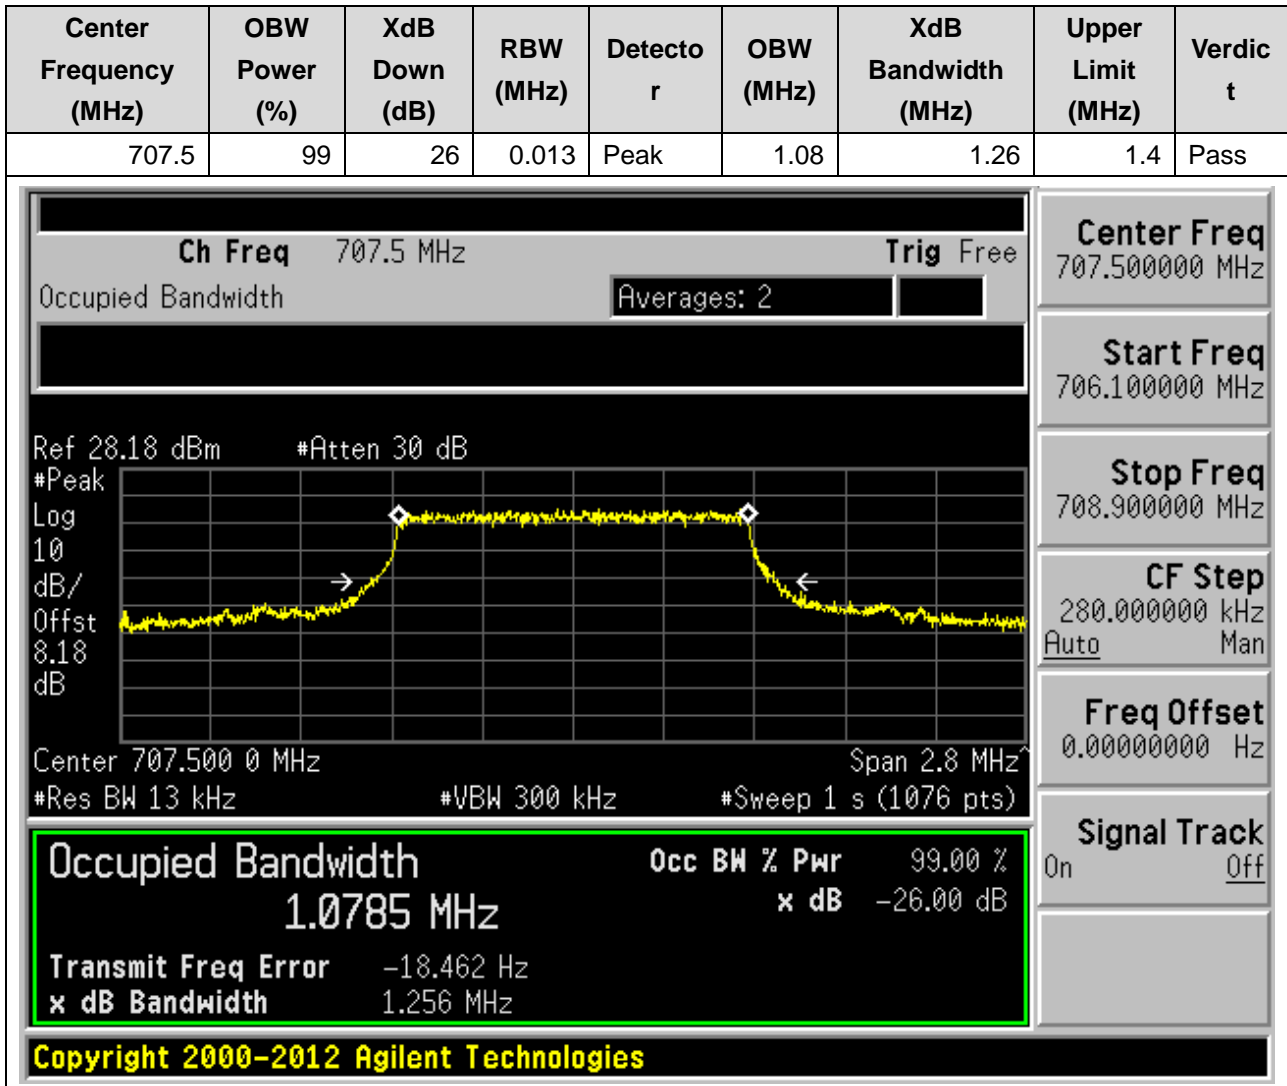 Center Frequency (MHz) OBW Power (%) XdB Down (dB) RBW (MHz) Detecto r OBW (MHz) XdB Bandwidth (MHz) Upper Limit (MHz) Verdic t
707.5 99 26 0.013 Peak 1.08 1.26 1.4 Pass
Ch Freq 707.5 MHz Trig Free
Occupied Bandwidth Averages: 2
Ref 28.18 dBm #Atten 30 dB
#Peak
Log
10
dB/
Offst
8.18
dB
Center 707.500 0 MHz Span 2.8 MHz^
#Res BW 13 kHz #VBW 300 kHz #Sweep 1 s (1076 pts)
Occupied Bandwidth Occ BW % Pwr 99.00 %
1.0785 MHz x dB -26.00 dB
Transmit Freq Error -18.462 Hz
x dB Bandwidth 1.256 MHz
Copyright 2000-2012 Agilent Technologies
Center Freq
707.500000 MHz
Start Freq
706.100000 MHz
Stop Freq
708.900000 MHz
CF Step
280.000000 kHz
Auto Man
Freq Offset
0.00000000 Hz
Signal Track
On Off